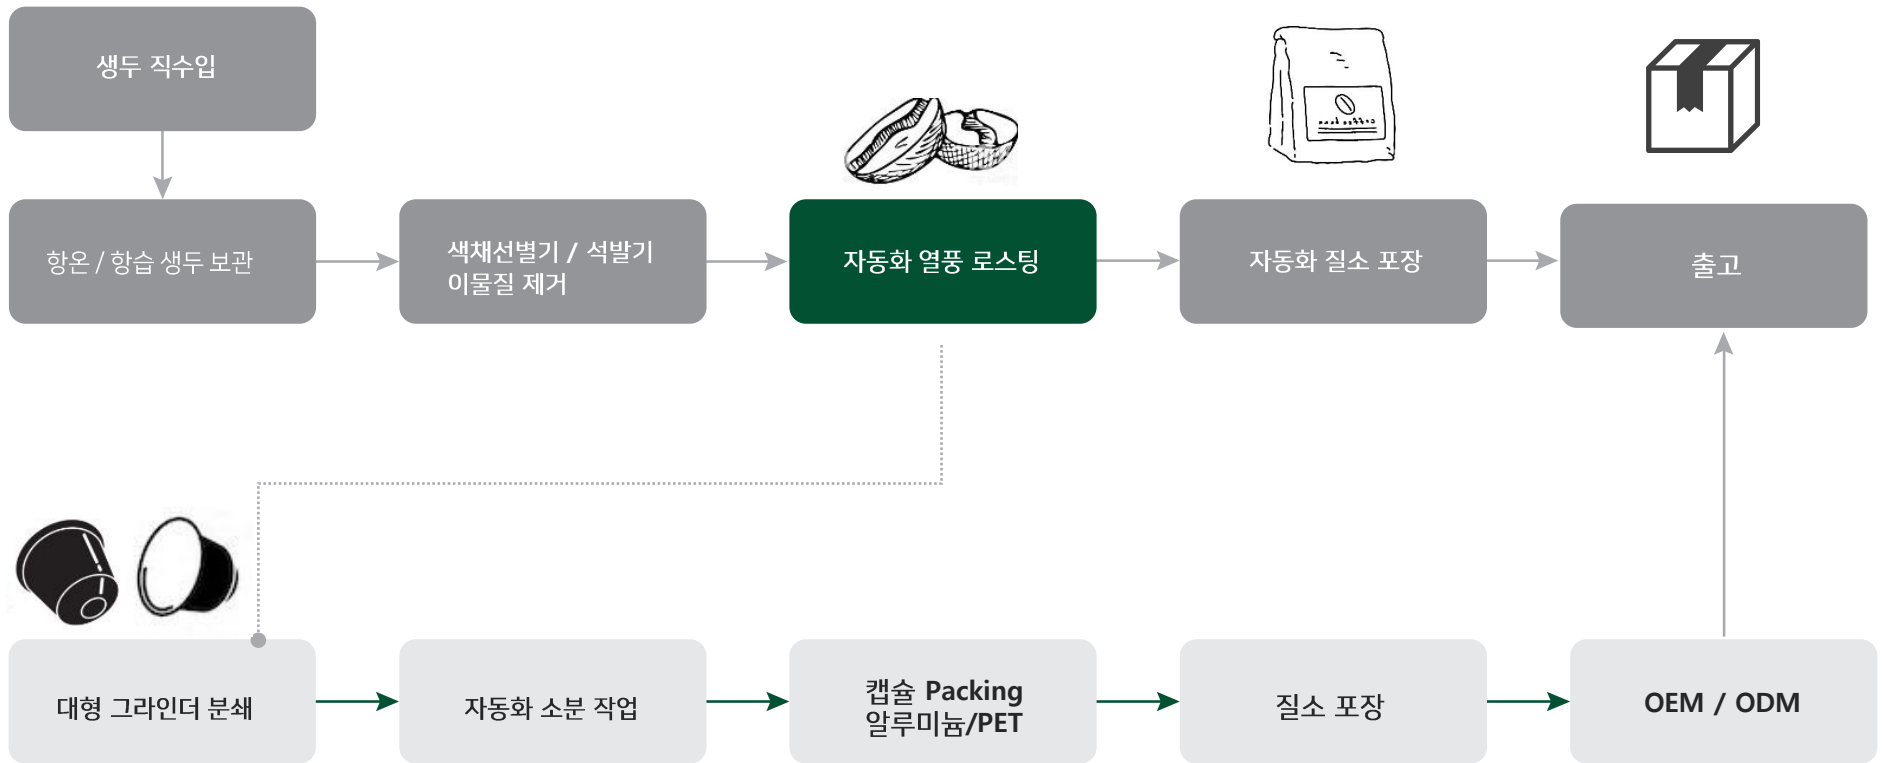 생두 직수입
항온 / 항습 생두 보관
색채선별기 / 석발기
이물질 제거
자동화 열풍 로스팅
자동화 질소 포장
출고
대형 그라인더 분쇄
자동화 소분 작업
캡슐 Packing
알루미늄/PET
질소 포장
OEM / ODM